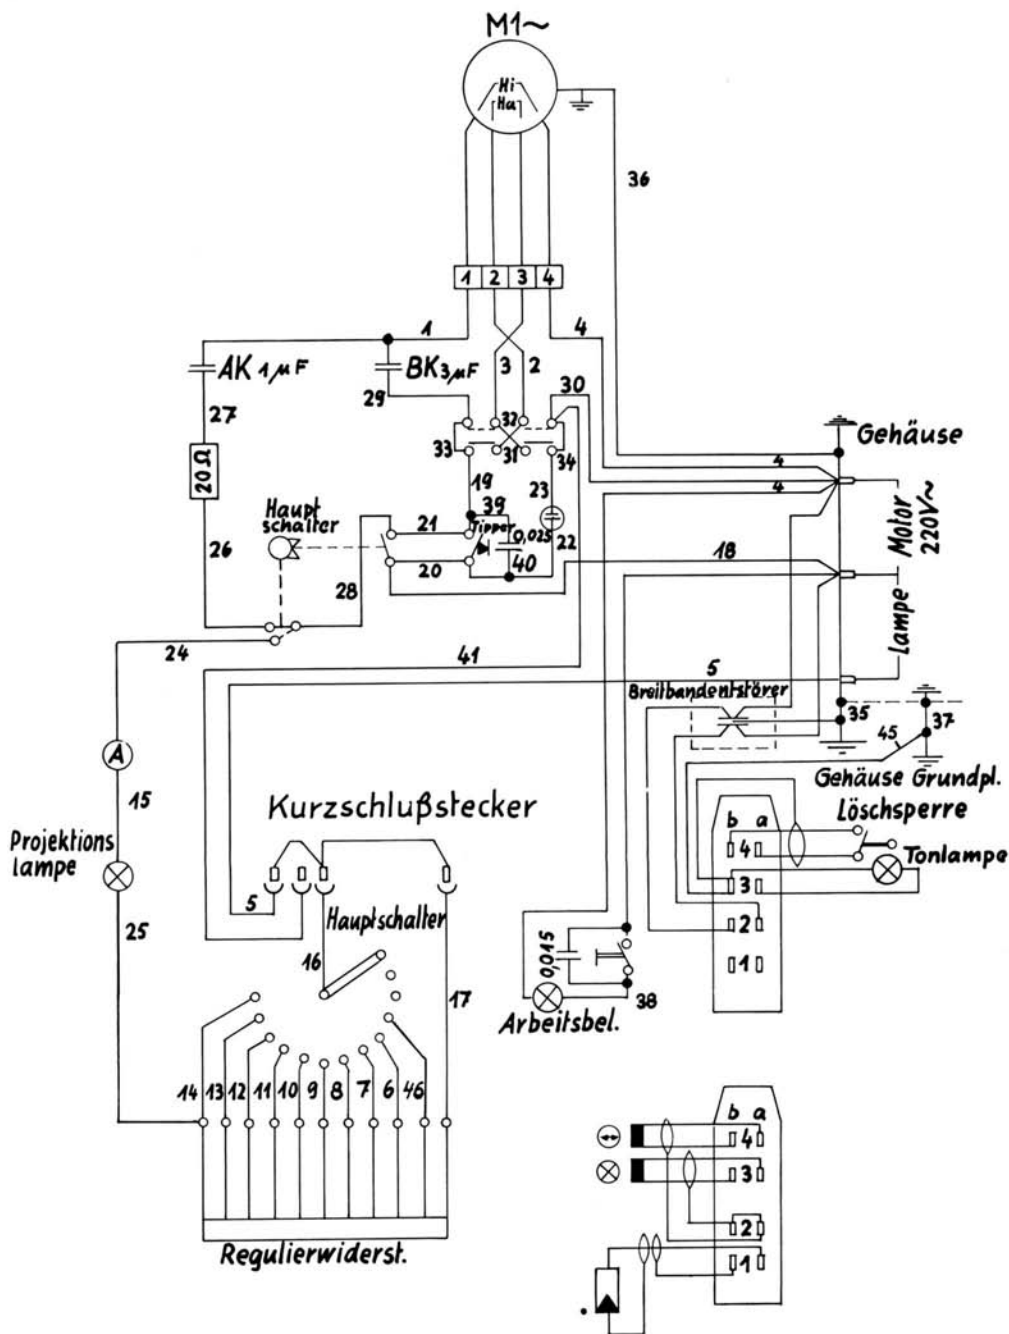 M1~
Hi
Ha
36
1 2 3 4
1
4
AK 1µF
BK 3µF
3 2
30
27
29
32
Gehäuse
33
31
34
4
20Ω
19
23
4
Haupt
schalter
39
21
Tipper
0,025
22
Motor
220V~
26
28
20
40
18
24
41
Lampe
5
Breitbandentstörer
35
37
45
A
15
Gehäuse Grundpl.
Kurzschlußstecker
Löschsperre
b a
Projektions
lampe
4
Tonlampe
3
5
Hauptschalter
2
25
16
0,015
1
17
38
Arbeitsbel.
14 13 12 11 10 9 8 7 6 46
b a
4
3
2
Regulierwiderst.
1